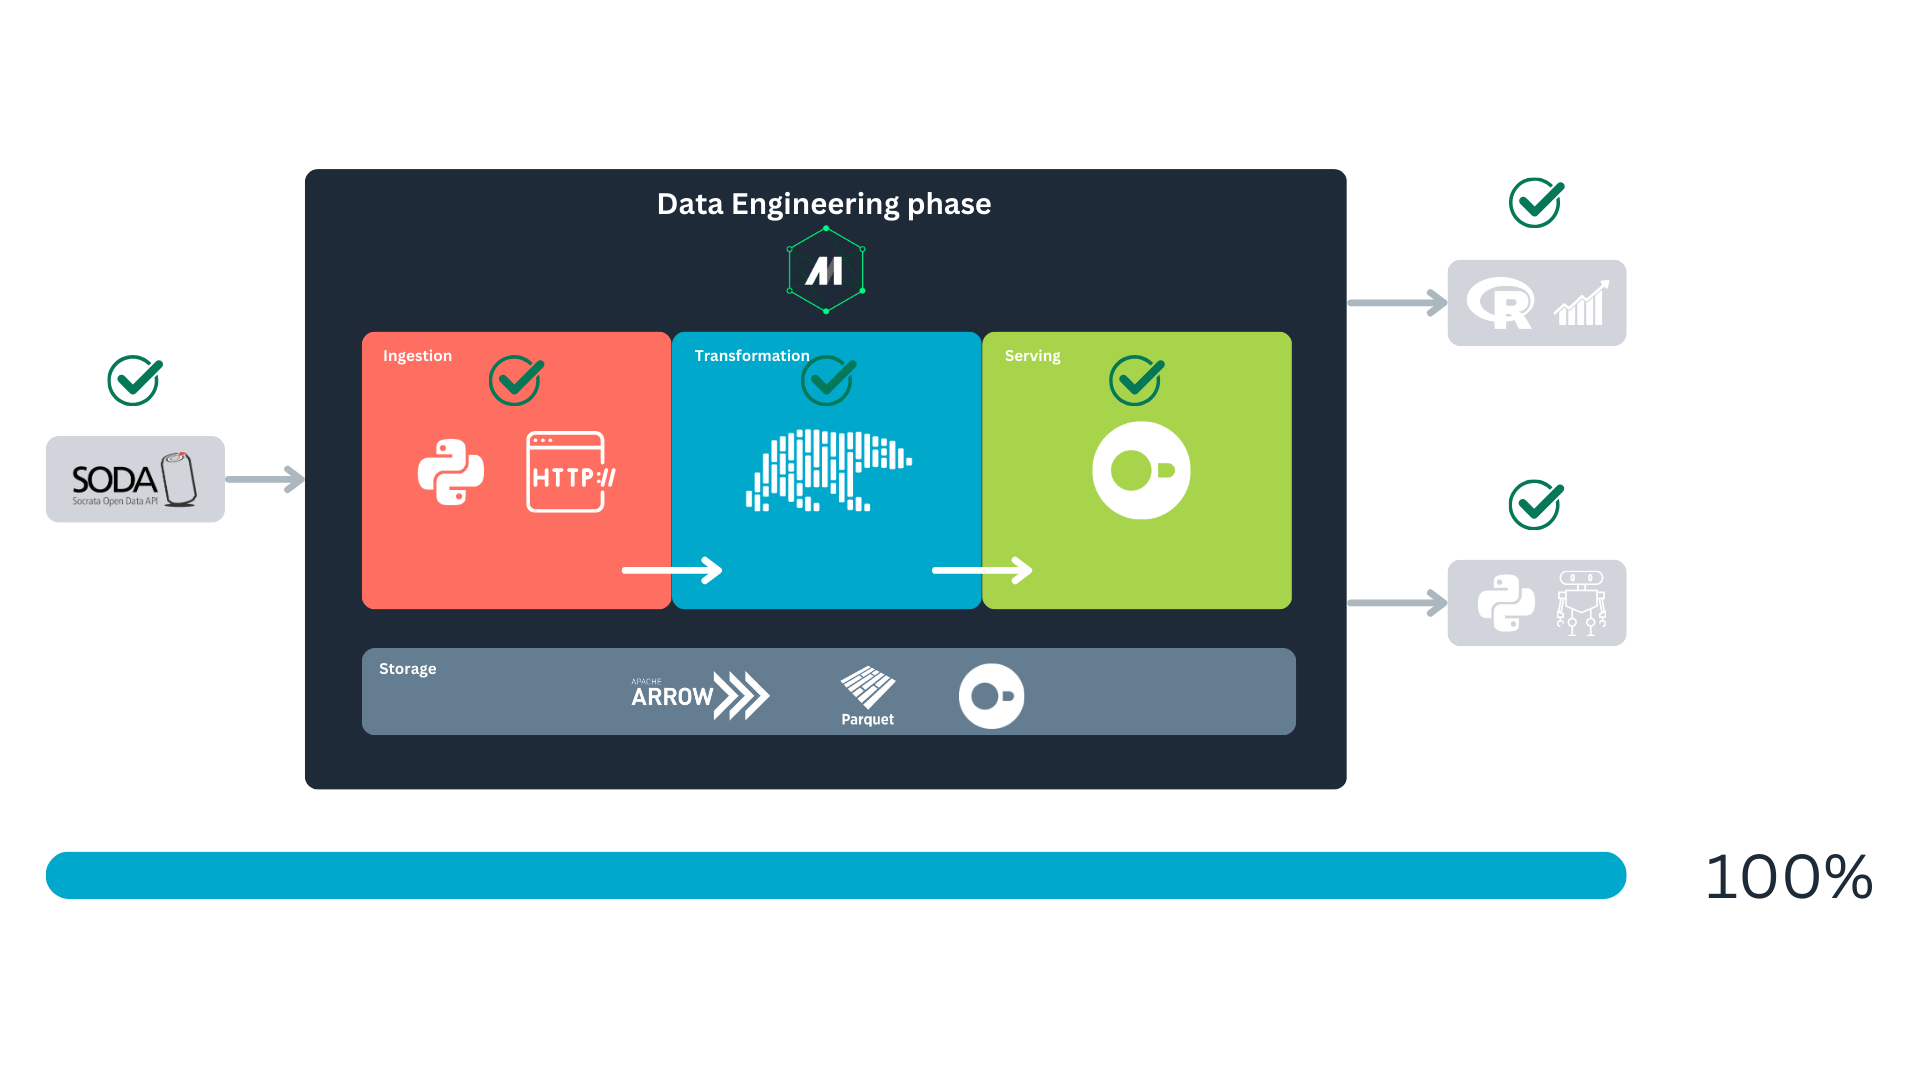 Data Engineering phase
Ingestion
Transformation
Serving
HTTP://
SODA
Socrata Open Data API
R
Storage
APACHE
ARROW
Parquet
100%